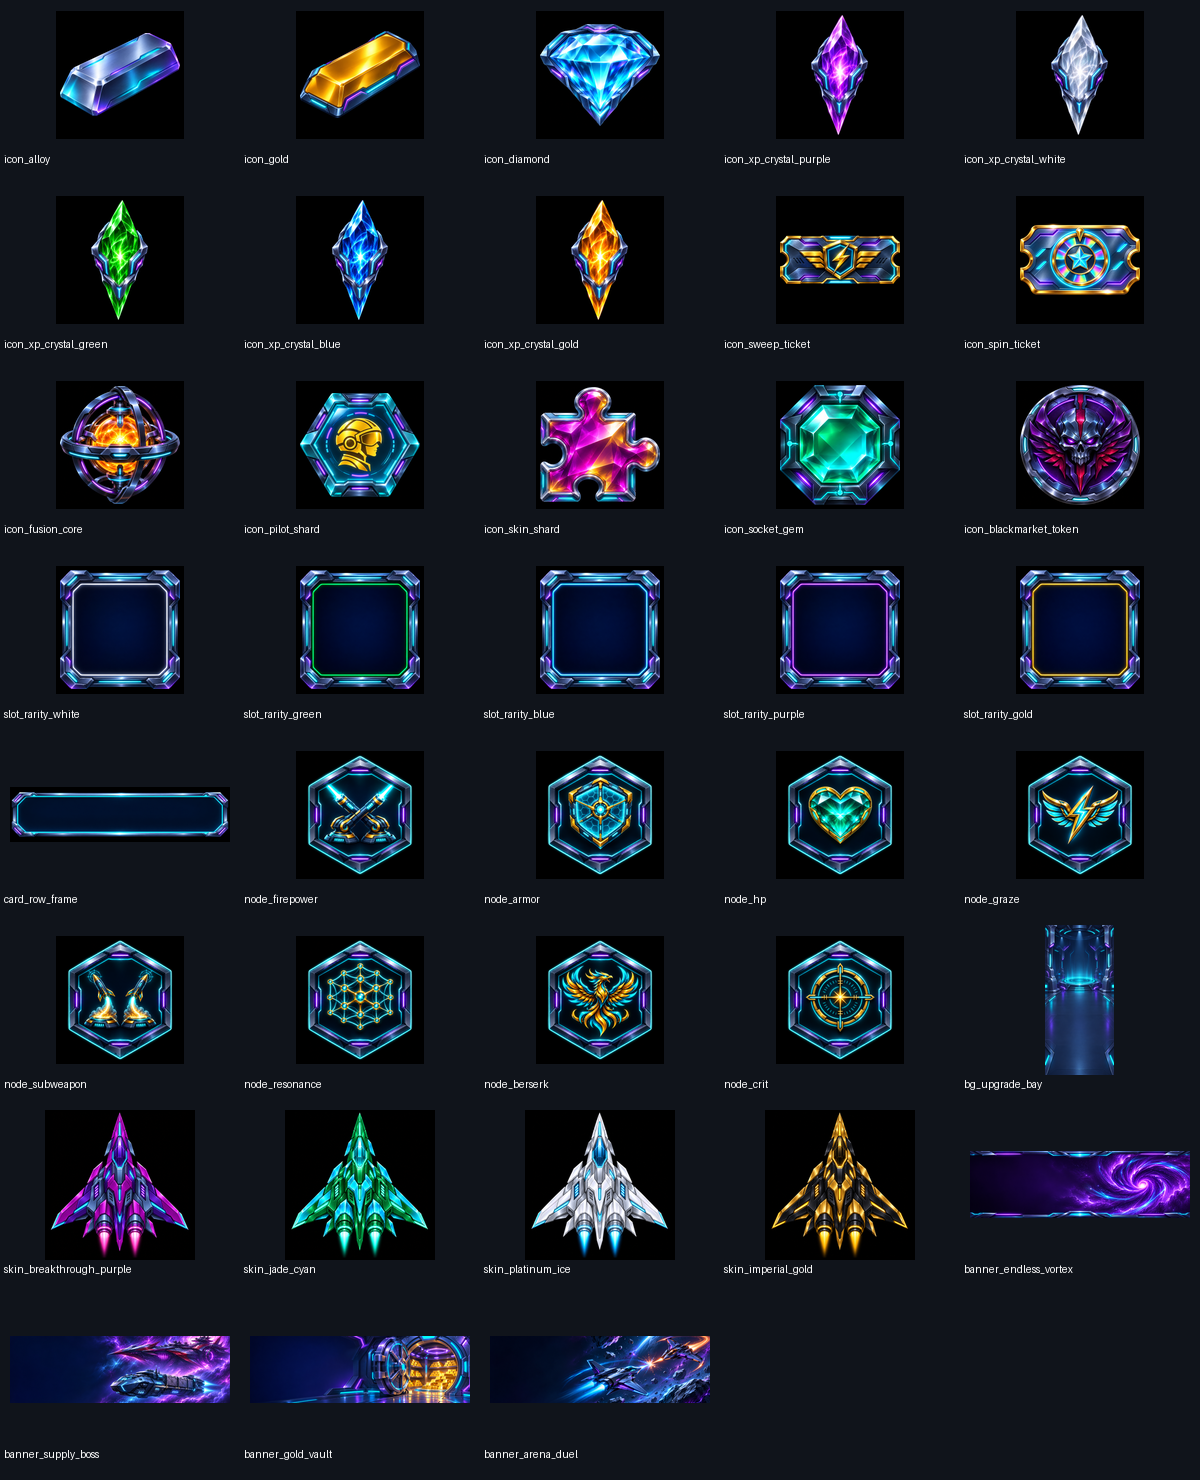 icon_alloy
icon_gold
icon_diamond
icon_xp_crystal_purple
icon_xp_crystal_white
icon_xp_crystal_green
icon_xp_crystal_blue
icon_xp_crystal_gold
icon_sweep_ticket
icon_spin_ticket
icon_fusion_core
icon_pilot_shard
icon_skin_shard
icon_socket_gem
icon_blackmarket_token
slot_rarity_white
slot_rarity_green
slot_rarity_blue
slot_rarity_purple
slot_rarity_gold
card_row_frame
node_firepower
node_armor
node_hp
node_graze
node_subweapon
node_resonance
node_berserk
node_crit
bg_upgrade_bay
skin_breakthrough_purple
skin_jade_cyan
skin_platinum_ice
skin_imperial_gold
banner_endless_vortex
banner_supply_boss
banner_gold_vault
banner_arena_duel